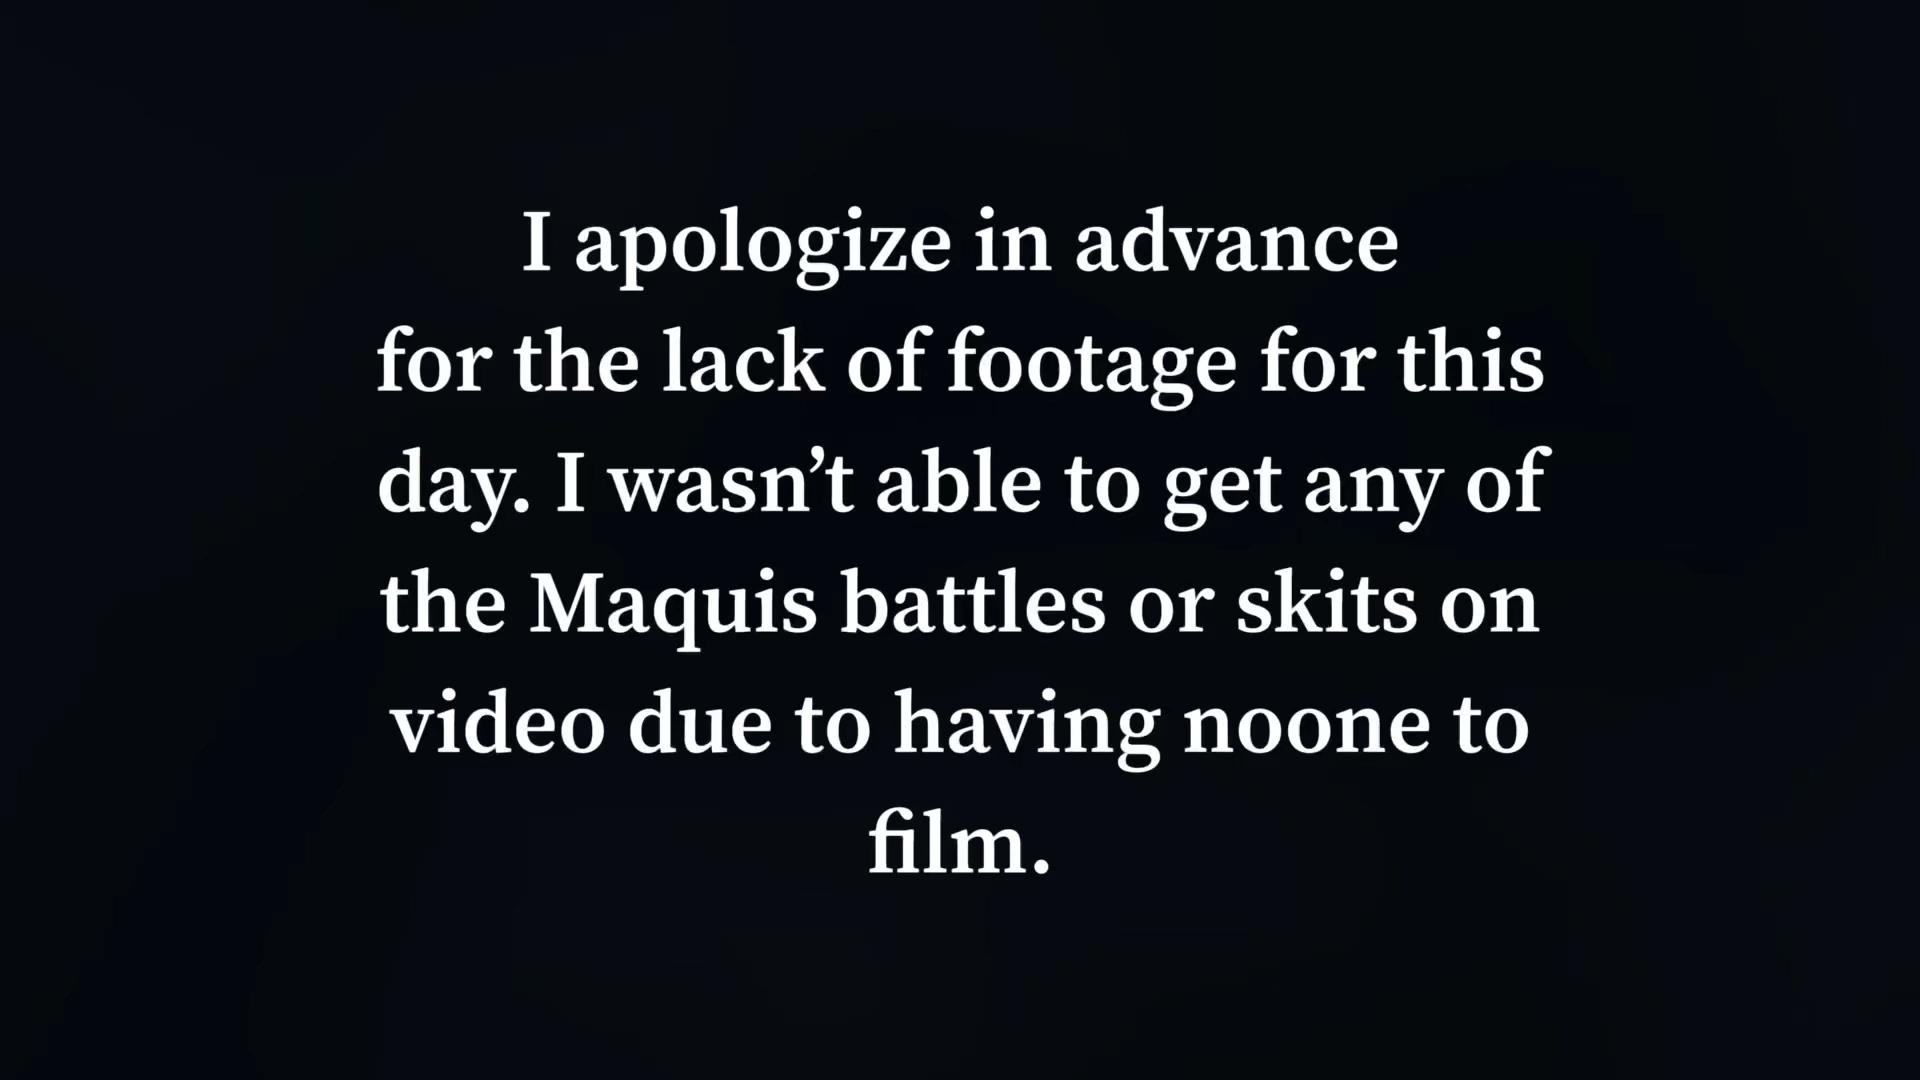 I apologize in advance
for the lack of footage for this
day. I wasn’t able to get any of
the Maquis battles or skits on
video due to having noone to
film.